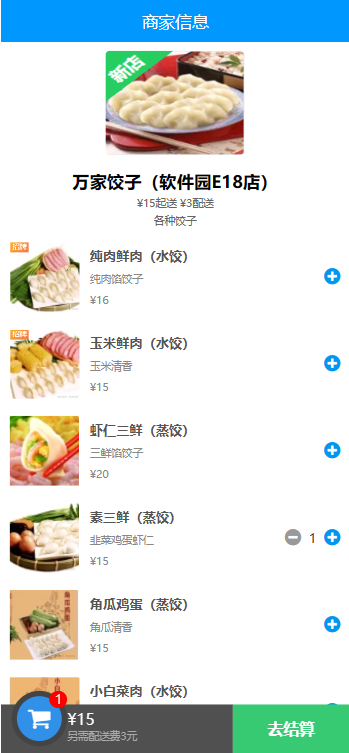 商家信息
新店
万家饺子（软件园E18店）
¥15起送 ¥3配送
各种饺子
纯肉鲜肉（水饺）
纯肉馅饺子
¥16
玉米鲜肉（水饺）
玉米清香
¥15
虾仁三鲜（蒸饺）
三鲜馅饺子
¥20
素三鲜（蒸饺）
韭菜鸡蛋虾仁
1
¥15
角瓜鸡蛋
角瓜鸡蛋（蒸饺）
角瓜清香
¥15
小白菜肉（水饺）
1
¥15
另需配送费3元
去结算